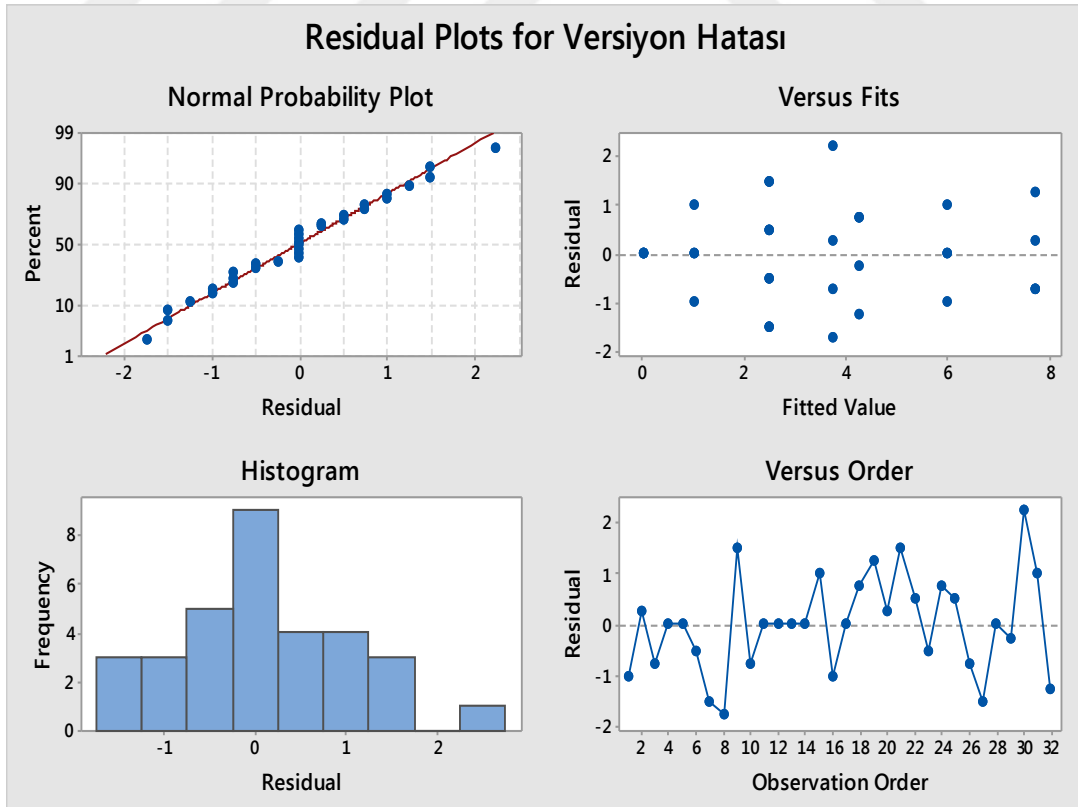 Residual Plots for Versiyon Hatası
Normal Probability Plot
99
90
50
10
1
Percent
-2 -1 0 1 2
Residual
Versus Fits
2
1
0
-1
-2
Residual
0 2 4 6 8
Fitted Value
Histogram
8
6
4
2
0
Frequency
-1 0 1 2
Residual
Versus Order
2
1
0
-1
-2
Residual
2 4 6 8 10 12 14 16 18 20 22 24 26 28 30 32
Observation Order